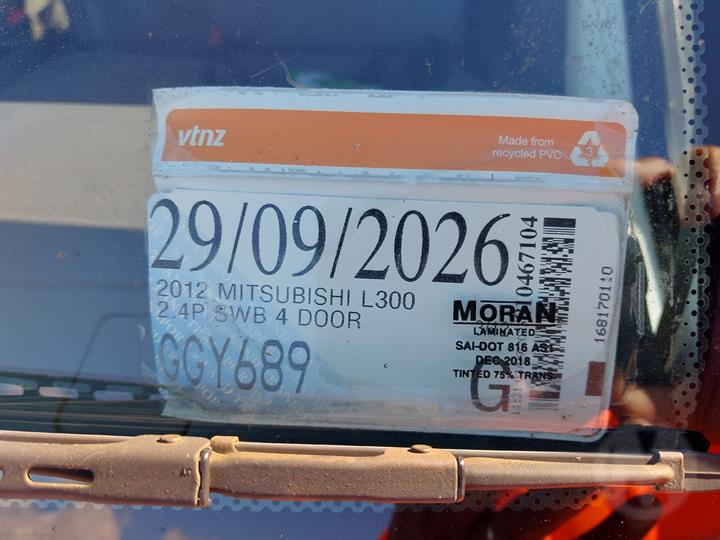 vtnz
Made from
recycled PVC
3
29/09/2026
2012 MITSUBISHI L300
2.4P SWB 4 DOOR
GGY689
G
0467104
168170110
MORAN
LAMINATED
SAI-DOT 816 AS1
DEC 2018
TINTED 75% TRANS